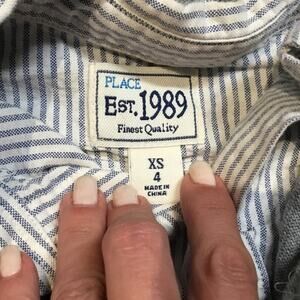 PLACE
EST. 1989
Finest Quality
XS
4
MADE IN
CHINA